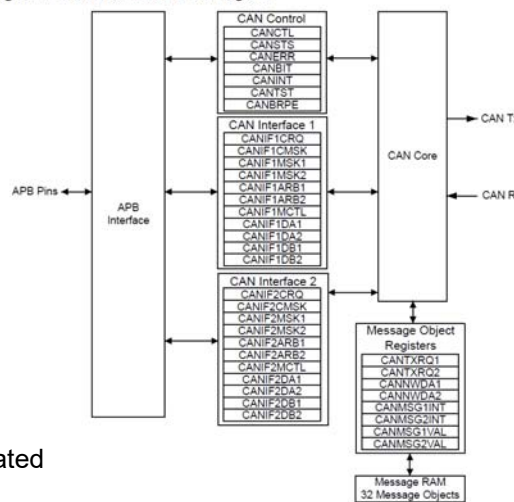 CAN Control
CANCTL
CANSTS
CANERR
CANBIT
CANINT
CANTST
CANBRPE
CAN Interface 1
CANIF1CRQ
CANIF1CMSK
CANIF1MSK1
CANIF1MSK2
CANIF1ARB1
CANIF1ARB2
CANIF1MCTL
CANIF1DA1
CANIF1DA2
CANIF1DB1
CANIF1DB2
CAN Interface 2
CANIF2CRQ
CANIF2CMSK
CANIF2MSK1
CANIF2MSK2
CANIF2ARB1
CANIF2ARB2
CANIF2MCTL
CANIF2DA1
CANIF2DA2
CANIF2DB1
CANIF2DB2
APB Pins
APB
Interface
CAN Core
CAN T
CAN R
Message Object
Registers
CANTXRQ1
CANTXRQ2
CANNWDA1
CANNWDA2
CANMSG1INT
CANMSG2INT
CANMSG1VAL
CANMSG2VAL
Message RAM
32 Message Objects
ated